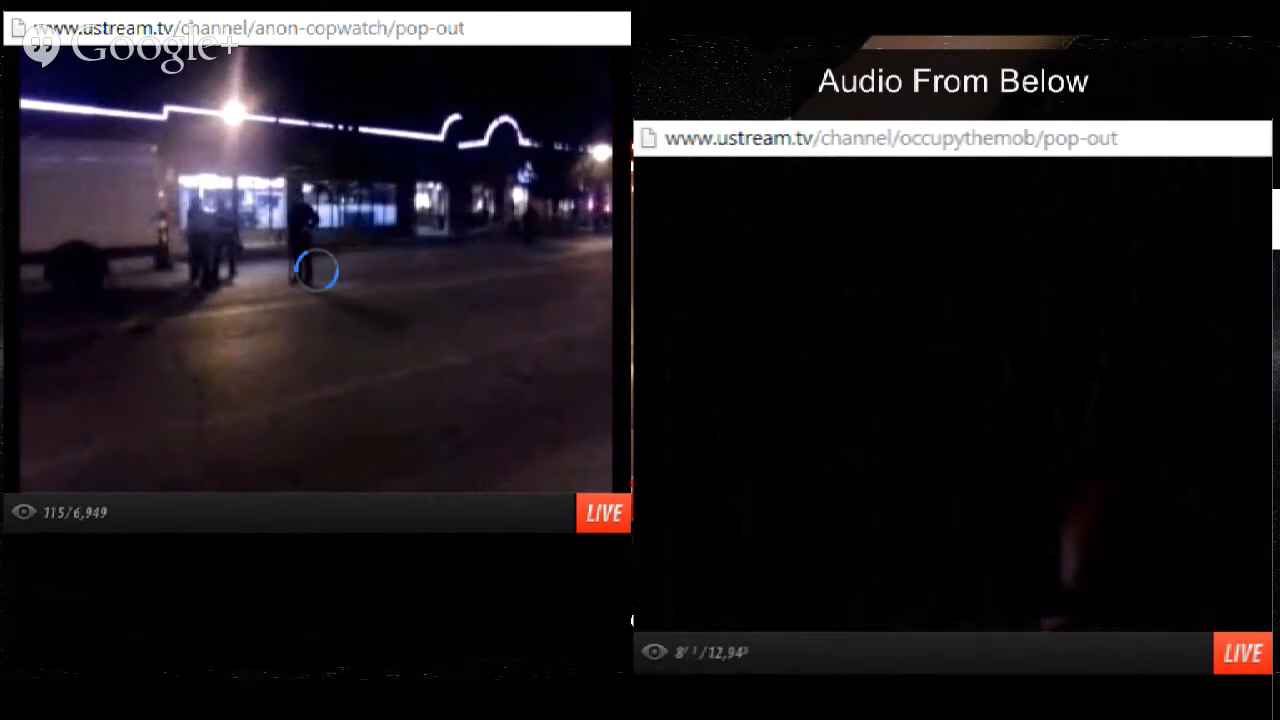 www.ustream.tv/channel/anon-copwatch/pop-out
Google+
Audio From Below
www.ustream.tv/channel/occupythemob/pop-out
115/6,949
LIVE
LIVE